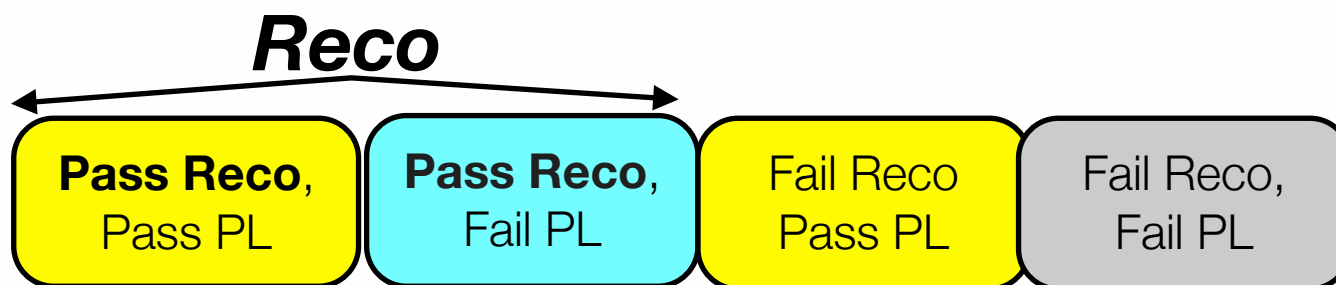 Reco
Pass Reco,
Pass PL
Pass Reco,
Fail PL
Fail Reco
Pass PL
Fail Reco,
Fail PL